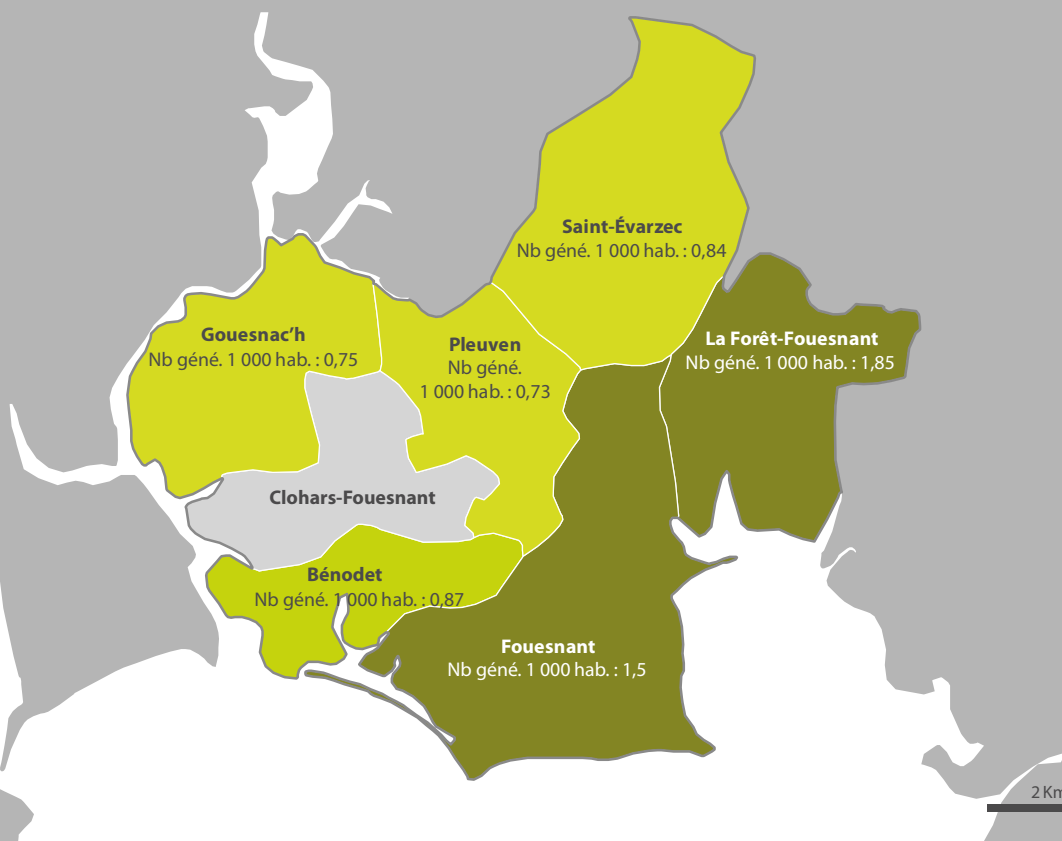 Saint-Évarzec
Nb géné. 1 000 hab. : 0,84
Gouesnac’h
Nb géné. 1 000 hab. : 0,75
Pleuven
Nb géné.
1 000 hab. : 0,73
La Forêt-Fouesnant
Nb géné. 1 000 hab. : 1,85
Clohars-Fouesnant
Bénodet
Nb géné. 1 000 hab. : 0,87
Fouesnant
Nb géné. 1 000 hab. : 1,5
2 Km